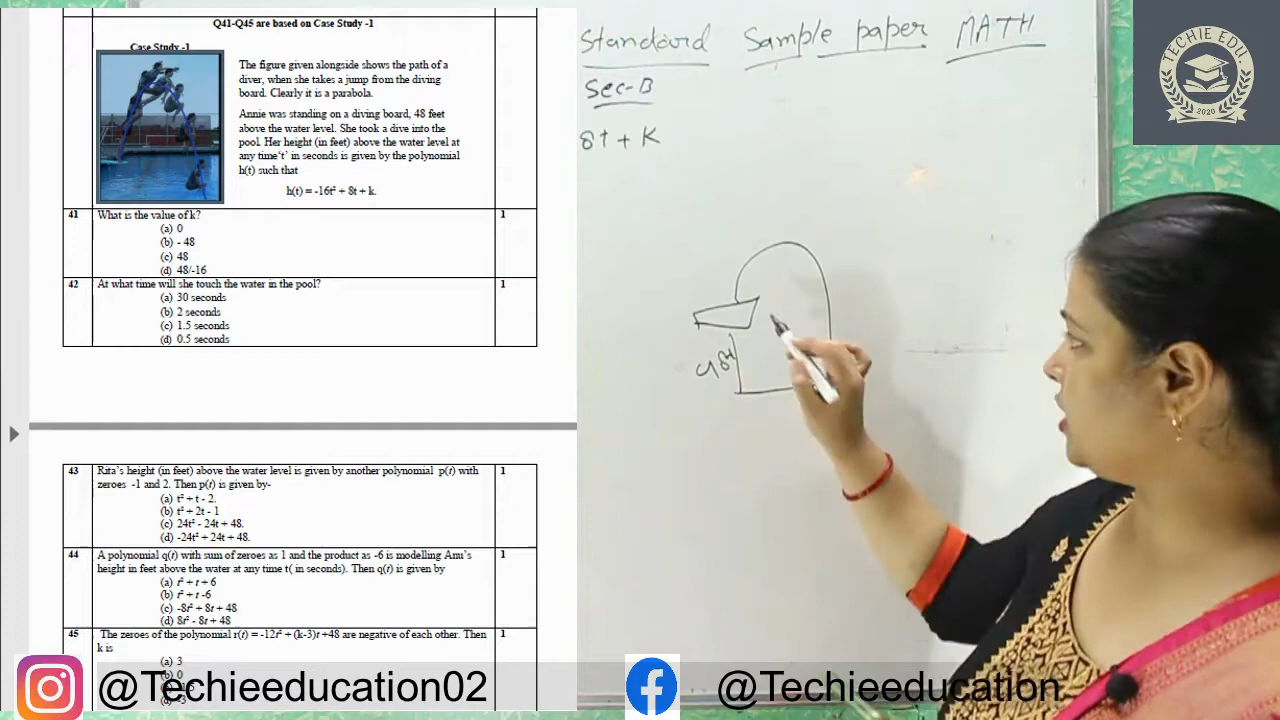 Q41-Q45 are based on Case Study -1
Case Study -1
The figure given alongside shows the path of a
diver, when she takes a jump from the diving
board. Clearly it is a parabola.
Annie was standing on a diving board, 48 feet
above the water level. She took a dive into the
pool. Her height (in feet) above the water level at
any time't' in seconds is given by the polynomial
h(t) such that
h(t) = -16t² + 8t + k.
41 What is the value of k? 1
(a) 0
(b) - 48
(c) 48
(d) 48/-16
42 At what time will she touch the water in the pool? 1
(a) 30 seconds
(b) 2 seconds
(c) 1.5 seconds
(d) 0.5 seconds
43 Rita's height (in feet) above the water level is given by another polynomial p(t) with 1
zeroes -1 and 2. Then p(t) is given by-
(a) t² + t - 2.
(b) t² + 2t - 1
(c) 24t² - 24t + 48.
(d) -24t² + 24t + 48.
44 A polynomial q(t) with sum of zeroes as 1 and the product as -6 is modelling Anu's 1
height in feet above the water at any time t( in seconds). Then q(t) is given by
(a) t² + t + 6
(b) t² + t -6
(c) -8t² + 8t + 48
(d) 8t² - 8t + 48
45 The zeroes of the polynomial r(t) = -12t² + (k-3)t +48 are negative of each other. Then 1
k is
(a) 3
(b) 0
@Techieeducation02
@Techieeducation
Standard Sample paper MATH
Sec-B
8t + K
48ft
TECHIE EDU.
2020